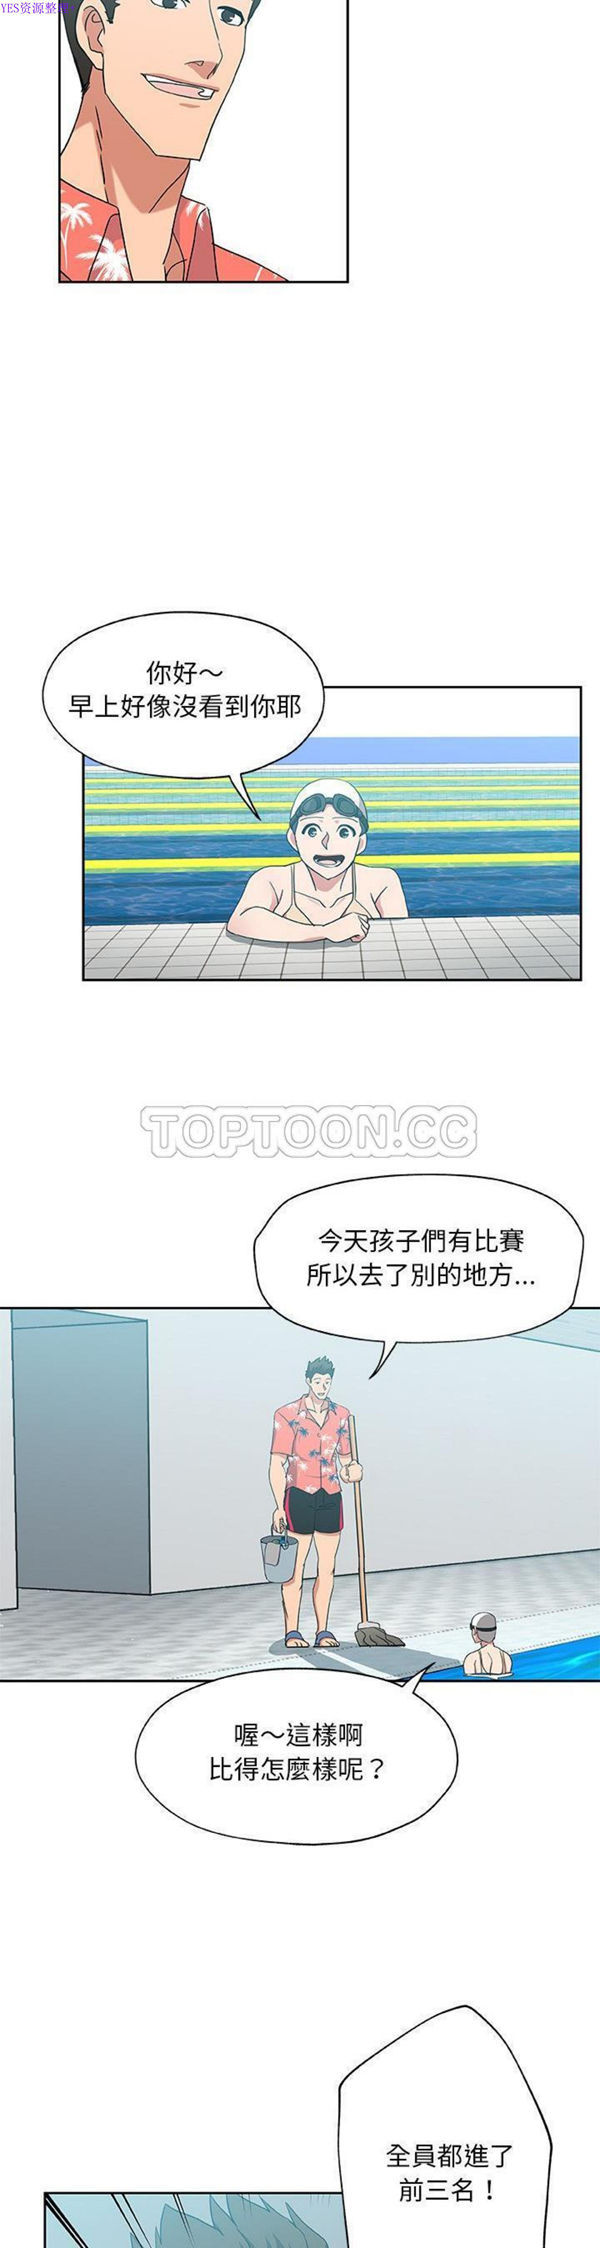 YES资源整
你好～
早上好像沒看到你耶
TOPTOON.CC
今天孩子們有比賽
所以去了別的地方...
喔～這樣啊
比得怎麼樣呢？
全員都進了
前三名！